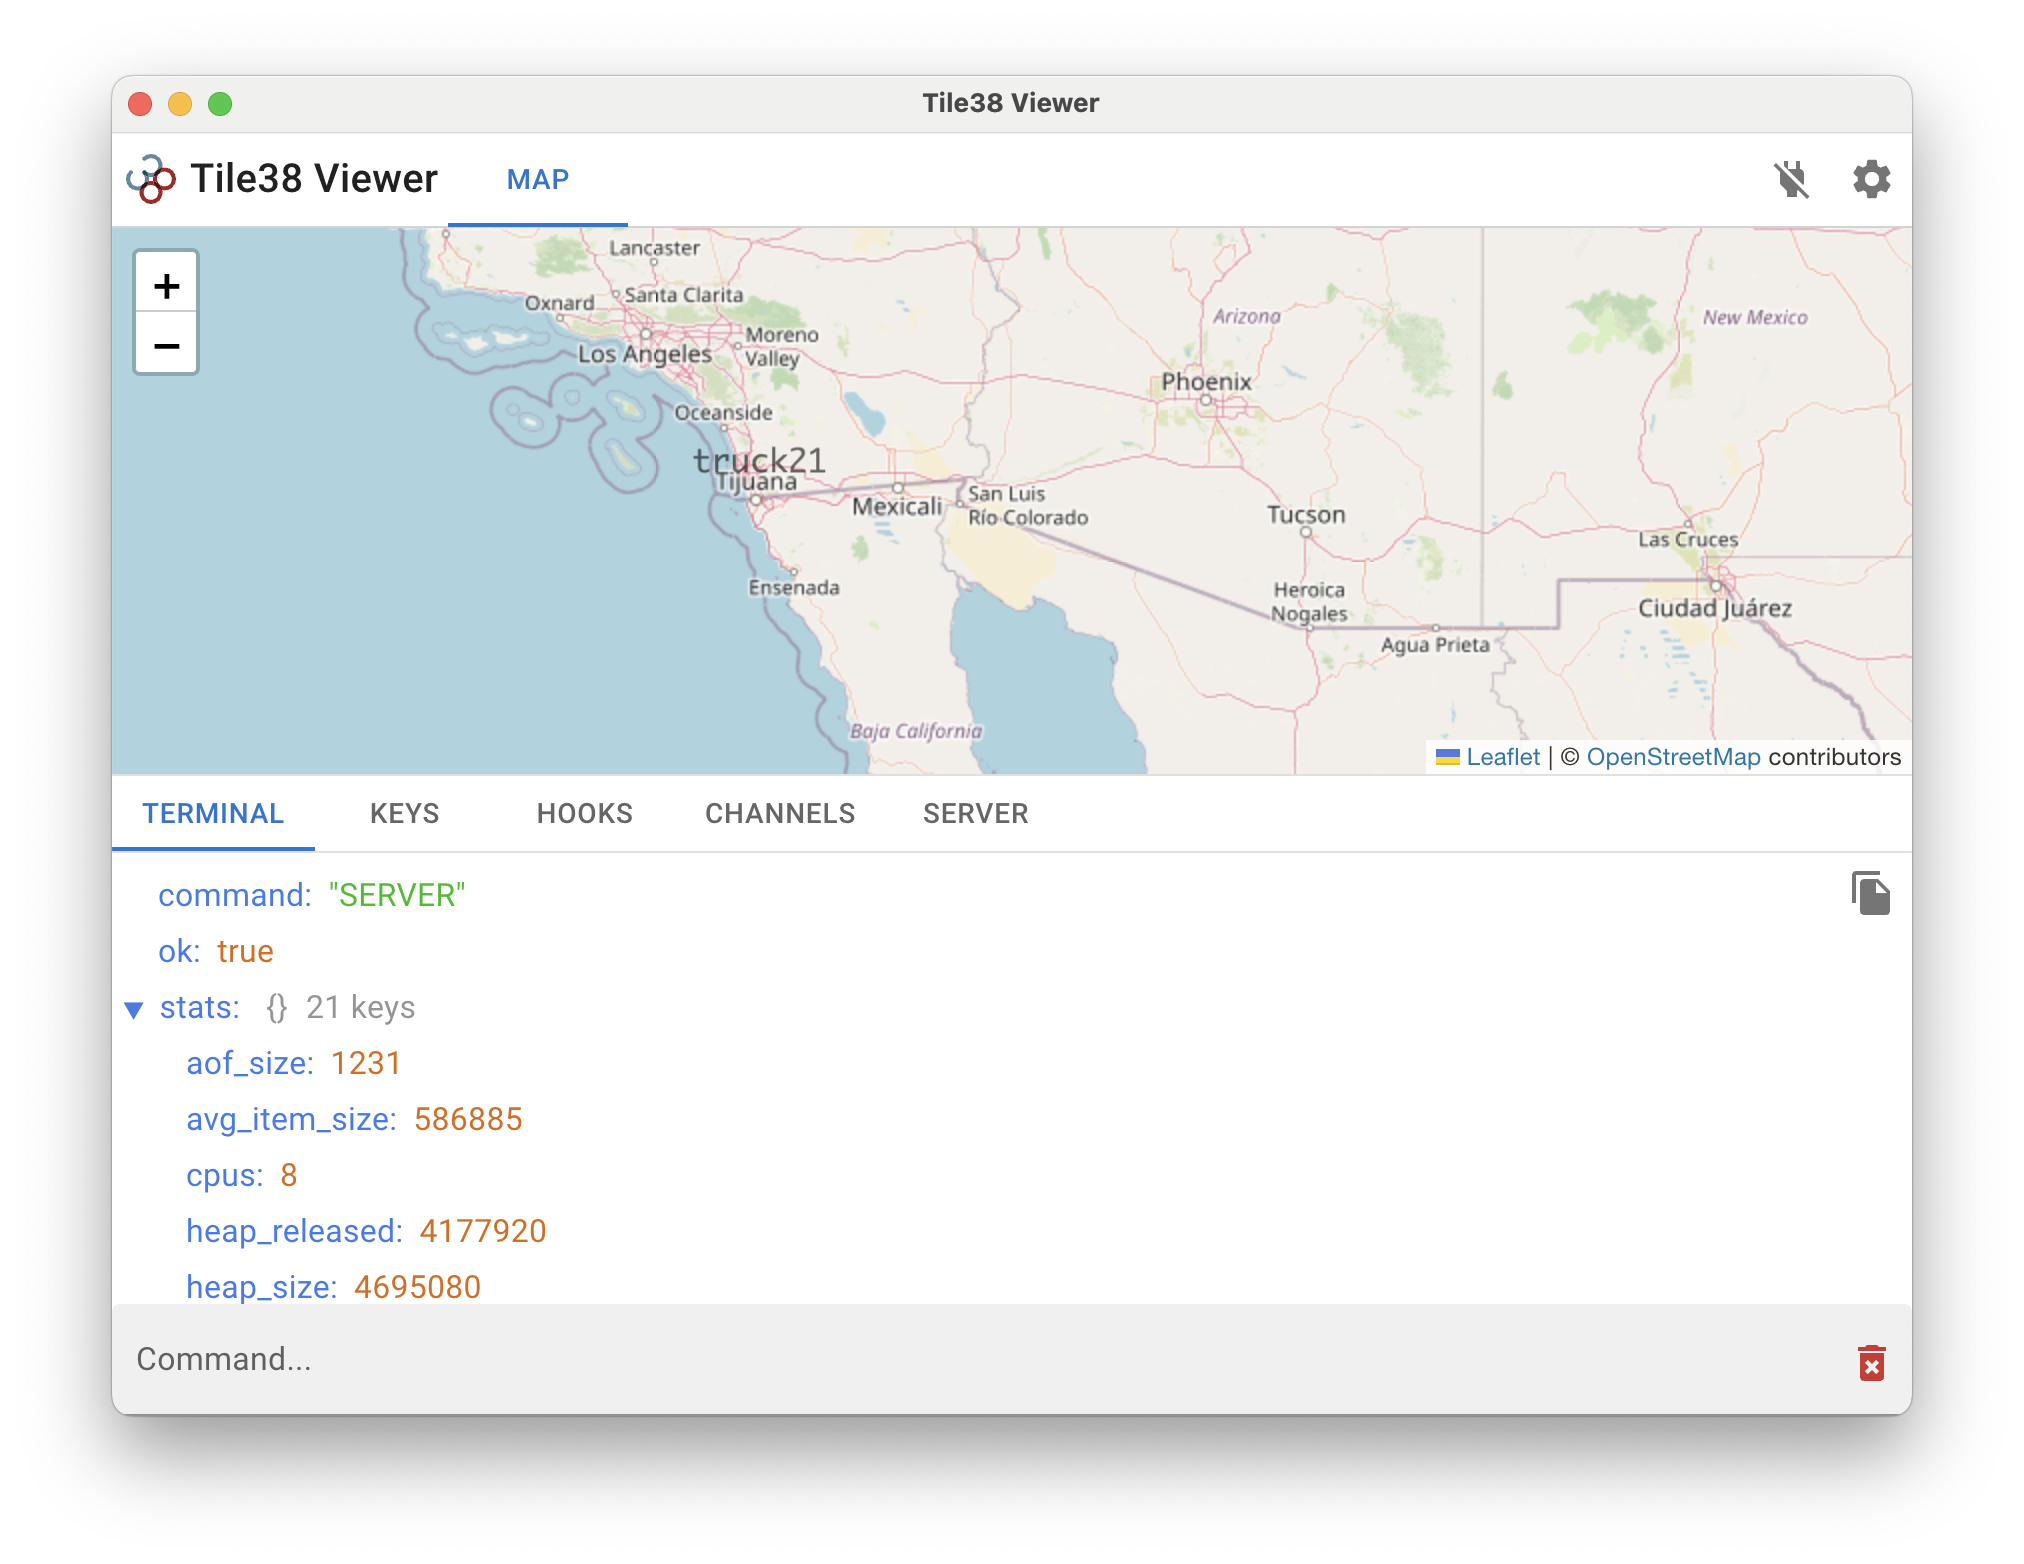 Tile38 Viewer
Tile38 Viewer
MAP
+
−
Lancaster
Oxnard
Santa Clarita
Los Angeles
Moreno
Valley
Oceanside
truck21
Tijuana
Mexicali
San Luis
Río Colorado
Ensenada
Baja California
Arizona
Phoenix
Tucson
Heroica
Nogales
Agua Prieta
New Mexico
Las Cruces
Ciudad Juárez
Leaflet | © OpenStreetMap contributors
TERMINAL
KEYS
HOOKS
CHANNELS
SERVER
command: "SERVER"
ok: true
stats: {} 21 keys
aof_size: 1231
avg_item_size: 586885
cpus: 8
heap_released: 4177920
heap_size: 4695080
Command...